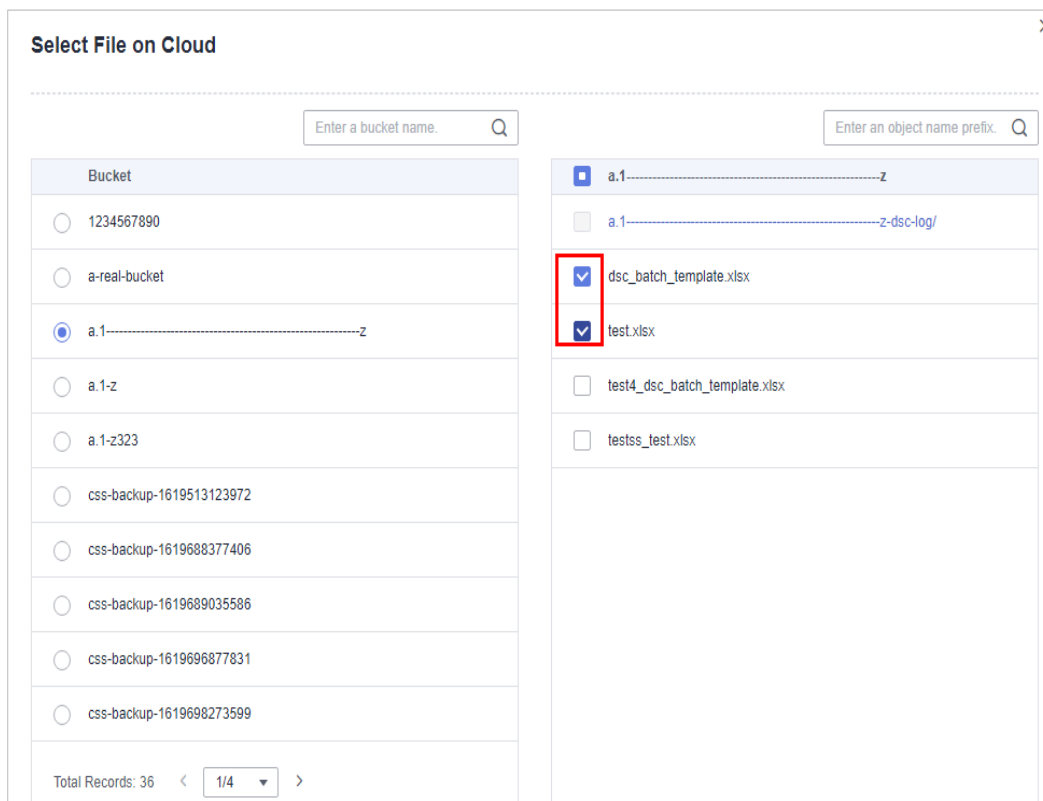 Select File on Cloud
Enter a bucket name.
Enter an object name prefix.
Bucket
1234567890
a-real-bucket
a.1-----------------------------------------------------------z
a.1-z
a.1-z323
css-backup-1619513123972
css-backup-1619688377406
css-backup-1619689035586
css-backup-1619696877831
css-backup-1619698273599
Total Records: 36 < 1/4 >
a.1-----------------------------------------------------------z
a.1-----------------------------------------------------------z-dsc-log/
dsc_batch_template.xlsx
test.xlsx
test4_dsc_batch_template.xlsx
testss_test.xlsx